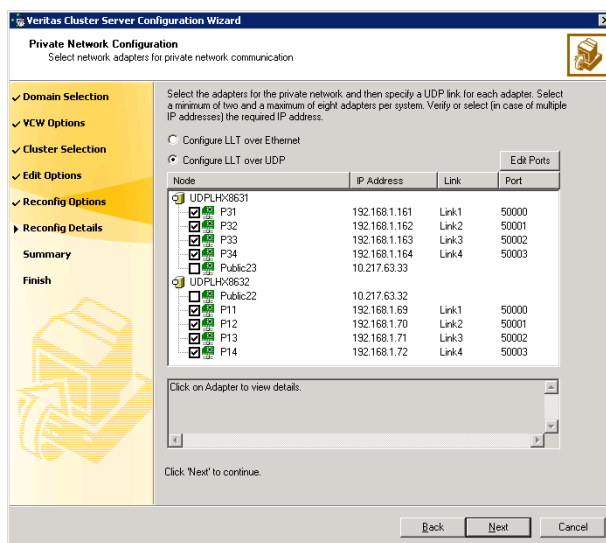 Veritas Cluster Server Configuration Wizard
Private Network Configuration
Select network adapters for private network communication
Domain Selection
VCW Options
Cluster Selection
Edit Options
Reconfig Options
Reconfig Details
Summary
Finish
Select the adapters for the private network and then specify a UDP link for each adapter. Select
a minimum of two and a maximum of eight adapters per system. Verify or select (in case of multiple
IP addresses) the required IP address.
Configure LLT over Ethernet
Configure LLT over UDP
Edit Ports
Node IP Address Link Port
UDPLHX8631
P31 192.168.1.161 Link1 50000
P32 192.168.1.162 Link2 50001
P33 192.168.1.163 Link3 50002
P34 192.168.1.164 Link4 50003
Public23 10.217.63.33
UDPLHX8632
Public22 10.217.63.32
P11 192.168.1.69 Link1 50000
P12 192.168.1.70 Link2 50001
P13 192.168.1.71 Link3 50002
P14 192.168.1.72 Link4 50003
Click on Adapter to view details.
Click 'Next' to continue.
Back Next Cancel